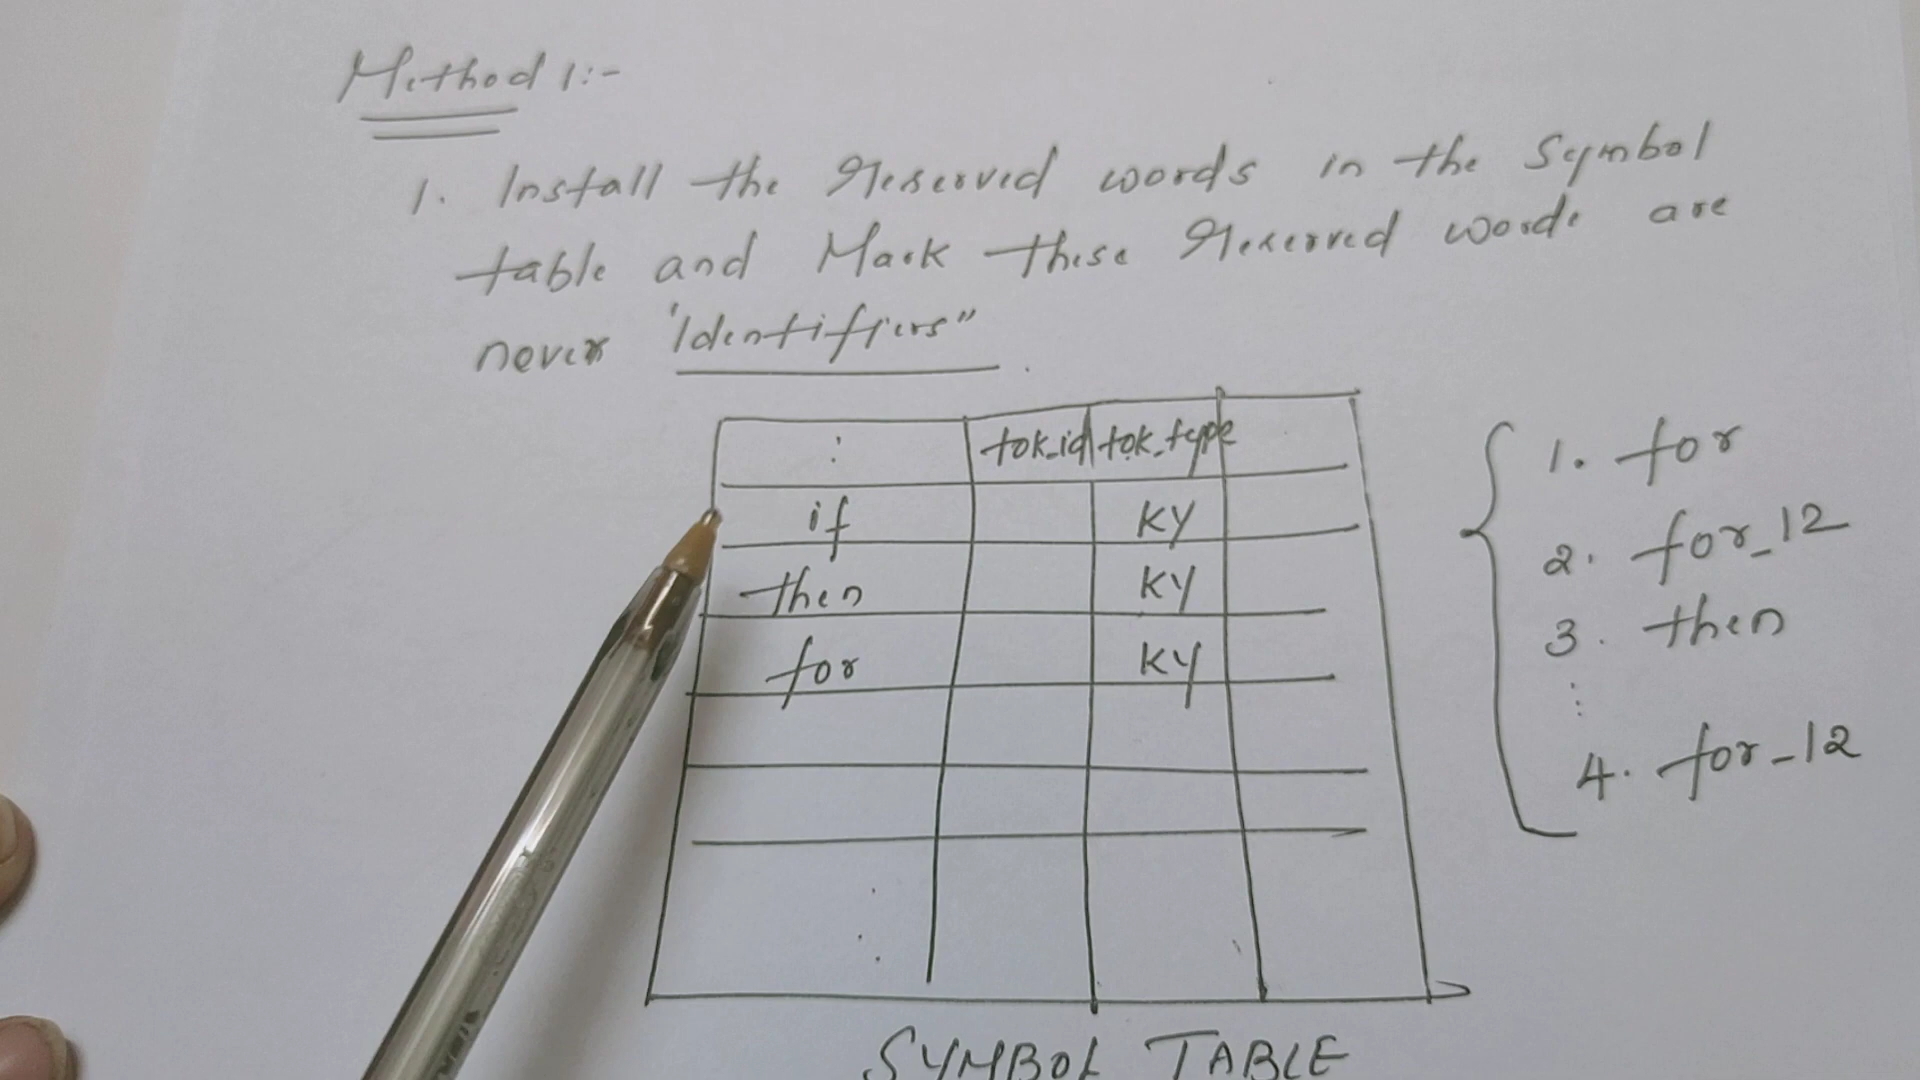 Method 1:-
1. Install the reserved words in the Symbol
table and Mark these reserved words are
never "Identifiers".
: tok_id tok_type
if KY
then KY
for KY
1. for
2. for_12
3. then
4. for_12
SYMBOL TABLE